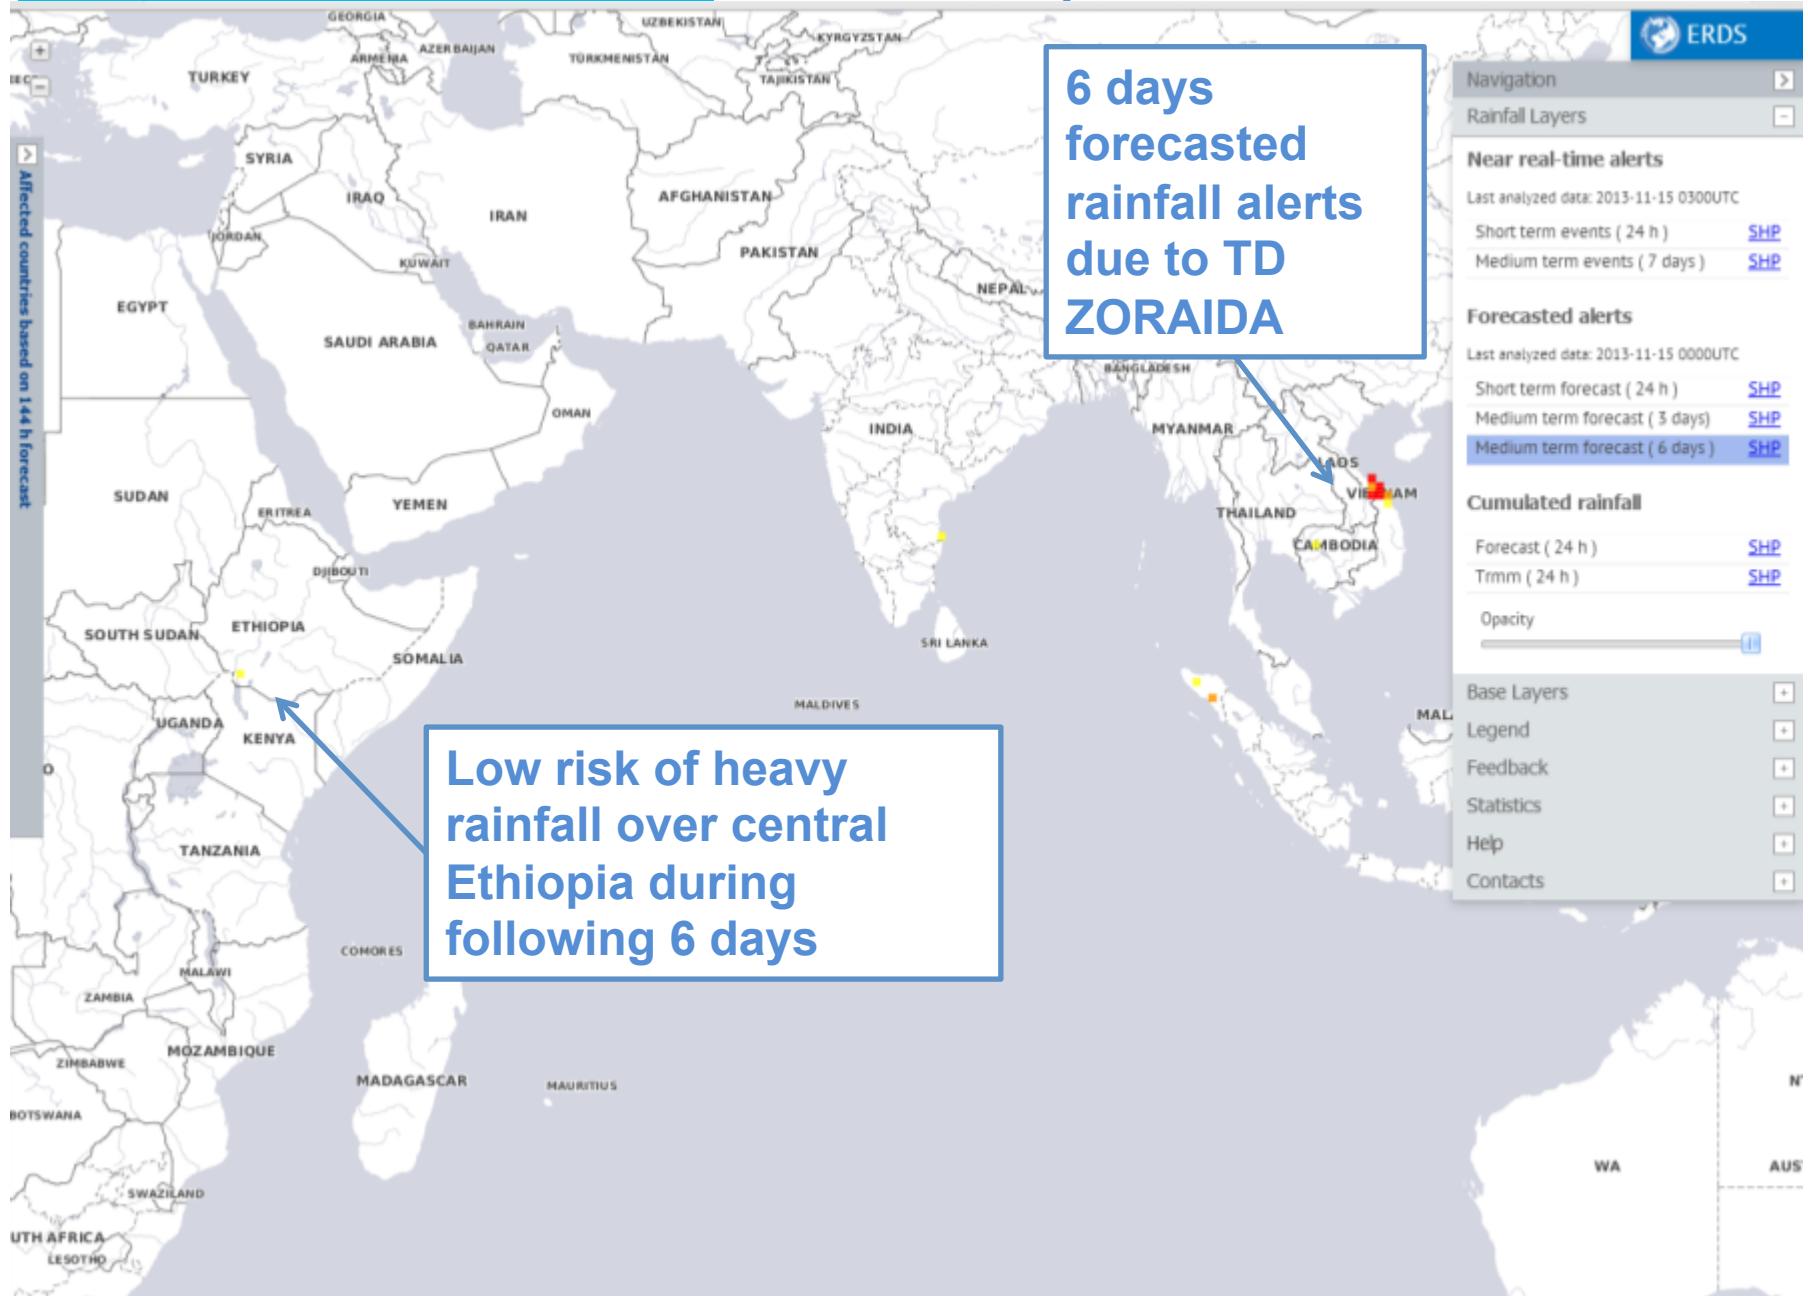 GEORGIA
UZBEKISTAN
KYRGYZSTAN
AZERBAIJAN
ARMENIA
TURKMENISTAN
TURKEY
TAJIKISTAN
SYRIA
IRAQ
IRAN
AFGHANISTAN
JORDAN
KUWAIT
PAKISTAN
NEPAL
EGYPT
BAHRAIN
QATAR
SAUDI ARABIA
BANGLADESH
OMAN
INDIA
MYANMAR
LAOS
SUDAN
ERITREA
YEMEN
VIETNAM
THAILAND
CAMBODIA
DJIBOUTI
SOUTH SUDAN
ETHIOPIA
SOMALIA
SRI LANKA
MALDIVES
UGANDA
KENYA
TANZANIA
COMORES
MALAWI
ZAMBIA
MOZAMBIQUE
ZIMBABWE
MADAGASCAR
MAURITIUS
BOTSWANA
SWAZILAND
UTH AFRICA
LESOTHO
MAL
WA
AUS
Affected countries based on 144 h forecast
6 days
forecasted
rainfall alerts
due to TD
ZORAIDA
Low risk of heavy
rainfall over central
Ethiopia during
following 6 days
ERDS
Navigation
Rainfall Layers
Near real-time alerts
Last analyzed data: 2013-11-15 0300UTC
Short term events ( 24 h ) SHP
Medium term events ( 7 days ) SHP
Forecasted alerts
Last analyzed data: 2013-11-15 0000UTC
Short term forecast ( 24 h ) SHP
Medium term forecast ( 3 days) SHP
Medium term forecast ( 6 days ) SHP
Cumulated rainfall
Forecast ( 24 h ) SHP
Trmm ( 24 h ) SHP
Opacity
Base Layers
Legend
Feedback
Statistics
Help
Contacts